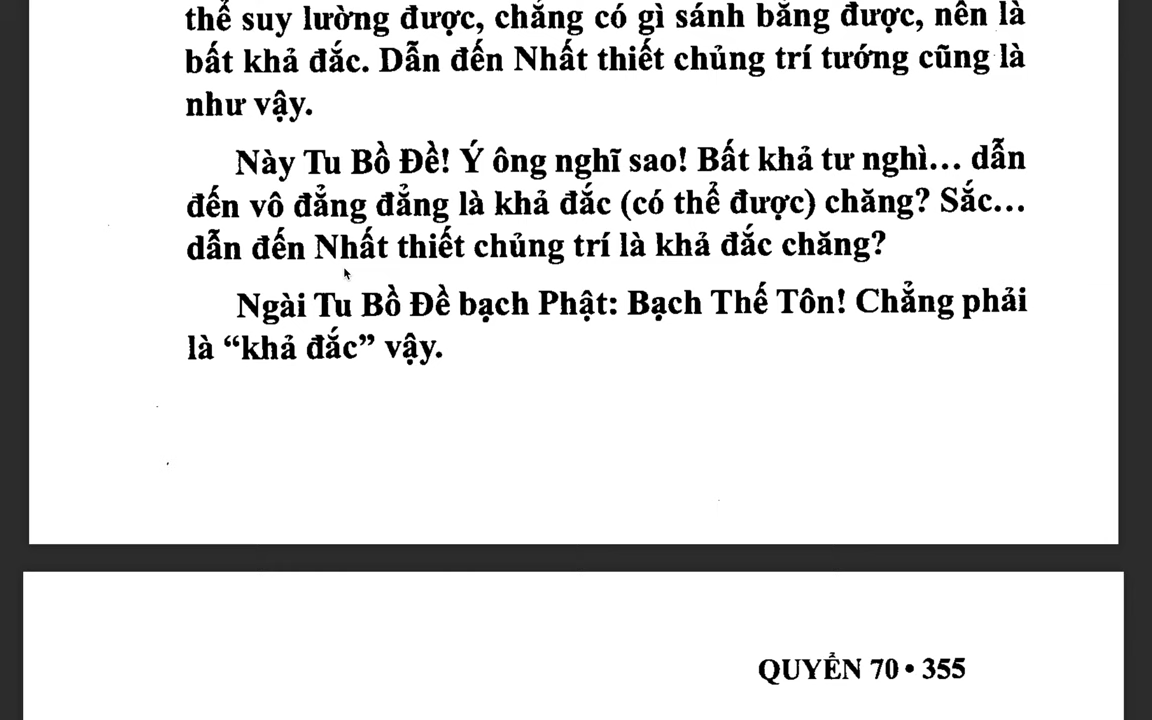 thể suy lường được, chẳng có gì sánh bằng được, nên là
bất khả đắc. Dẫn đến Nhất thiết chủng trí tướng cũng là
như vậy.
Này Tu Bồ Đề! Ý ông nghĩ sao! Bất khả tư nghì... dẫn
đến vô đẳng đẳng là khả đắc (có thể được) chăng? Sắc...
dẫn đến Nhất thiết chủng trí là khả đắc chăng?
Ngài Tu Bồ Đề bạch Phật: Bạch Thế Tôn! Chẳng phải
là “khả đắc” vậy.
QUYỂN 70 • 355